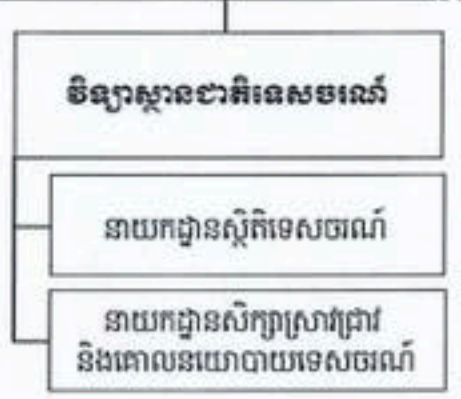 វិទ្យាស្ថានជាតិទេសចរណ៍
នាយកដ្ឋានស្ថិតិទេសចរណ៍
នាយកដ្ឋានសិក្សាស្រាវជ្រាវ
និងគោលនយោបាយទេសចរណ៍